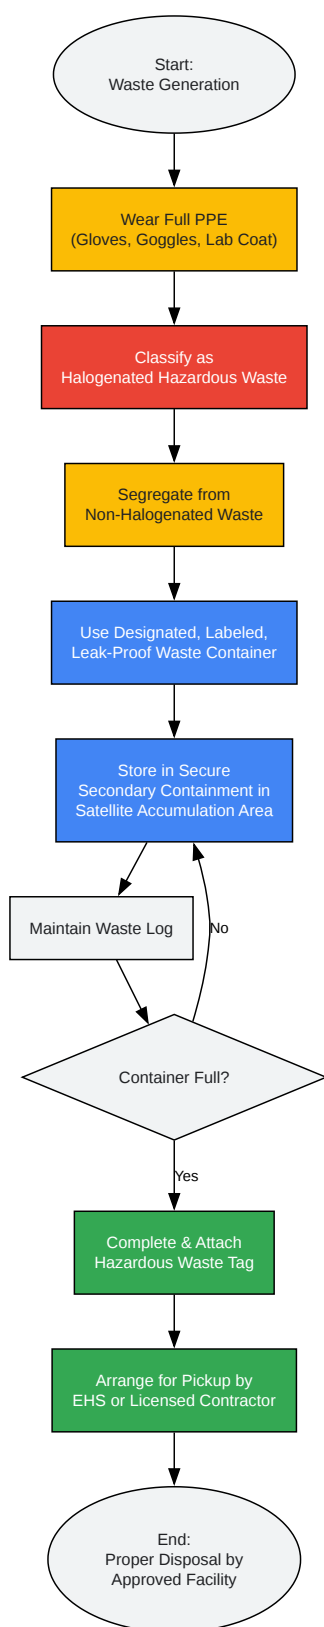 Start:
Waste Generation
Wear Full PPE
(Gloves, Goggles, Lab Coat)
Classify as
Halogenated Hazardous Waste
Segregate from
Non-Halogenated Waste
Use Designated, Labeled,
Leak-Proof Waste Container
Store in Secure
Secondary Containment in
Satellite Accumulation Area
Maintain Waste Log
No
Container Full?
Yes
Complete & Attach
Hazardous Waste Tag
Arrange for Pickup by
EHS or Licensed Contractor
End:
Proper Disposal by
Approved Facility